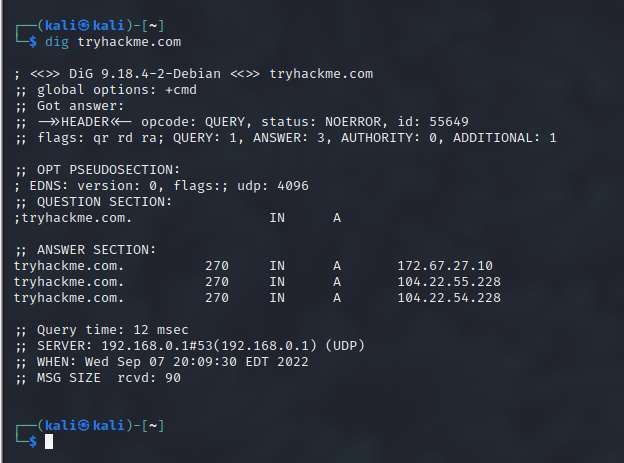 ┌──(kali㉿kali)-[~]
└─$ dig tryhackme.com

; <<>> DiG 9.18.4-2-Debian <<>> tryhackme.com
;; global options: +cmd
;; Got answer:
;; ->>HEADER<<- opcode: QUERY, status: NOERROR, id: 55649
;; flags: qr rd ra; QUERY: 1, ANSWER: 3, AUTHORITY: 0, ADDITIONAL: 1

;; OPT PSEUDOSECTION:
; EDNS: version: 0, flags:; udp: 4096
;; QUESTION SECTION:
;tryhackme.com.                 IN      A

;; ANSWER SECTION:
tryhackme.com.          270     IN      A       172.67.27.10
tryhackme.com.          270     IN      A       104.22.55.228
tryhackme.com.          270     IN      A       104.22.54.228

;; Query time: 12 msec
;; SERVER: 192.168.0.1#53(192.168.0.1) (UDP)
;; WHEN: Wed Sep 07 20:09:30 EDT 2022
;; MSG SIZE  rcvd: 90

┌──(kali㉿kali)-[~]
└─$